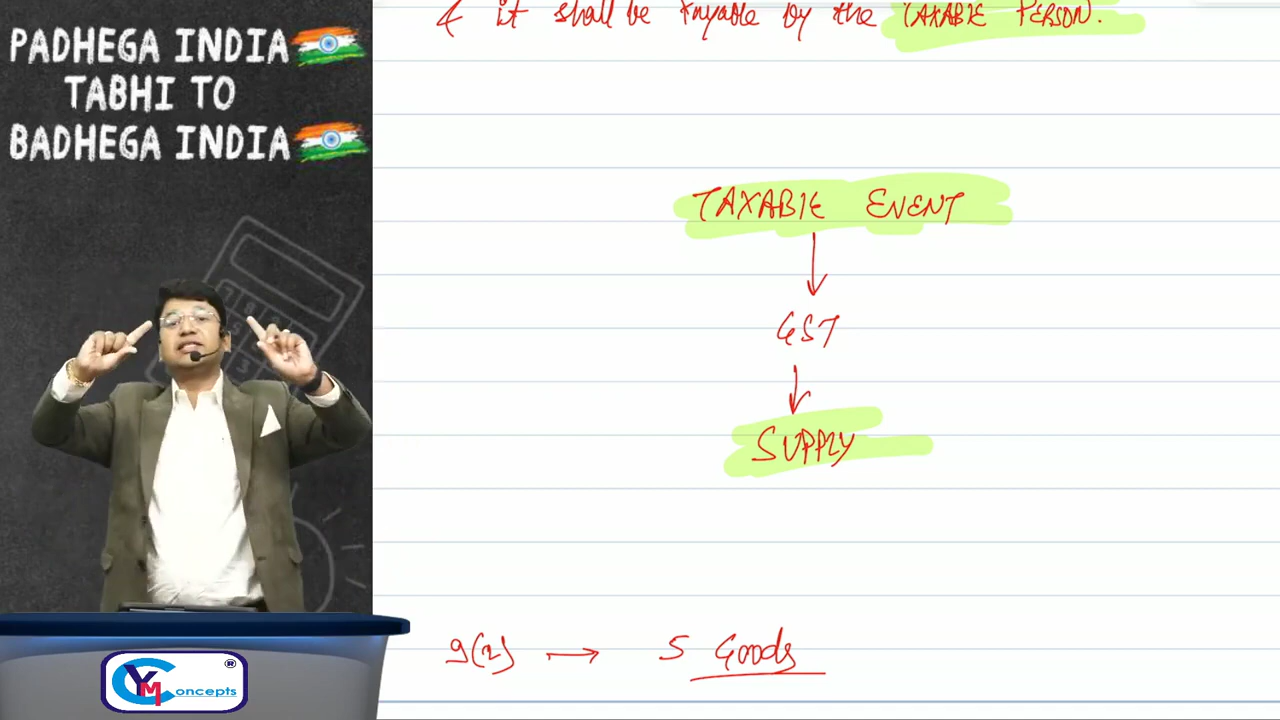 PADHEGA INDIA
TABHI TO
BADHEGA INDIA
& it shall be payable by the TAXABLE PERSON.
TAXABLE EVENT
GST
SUPPLY
9(2) → 5 Goods
YM Concepts ®